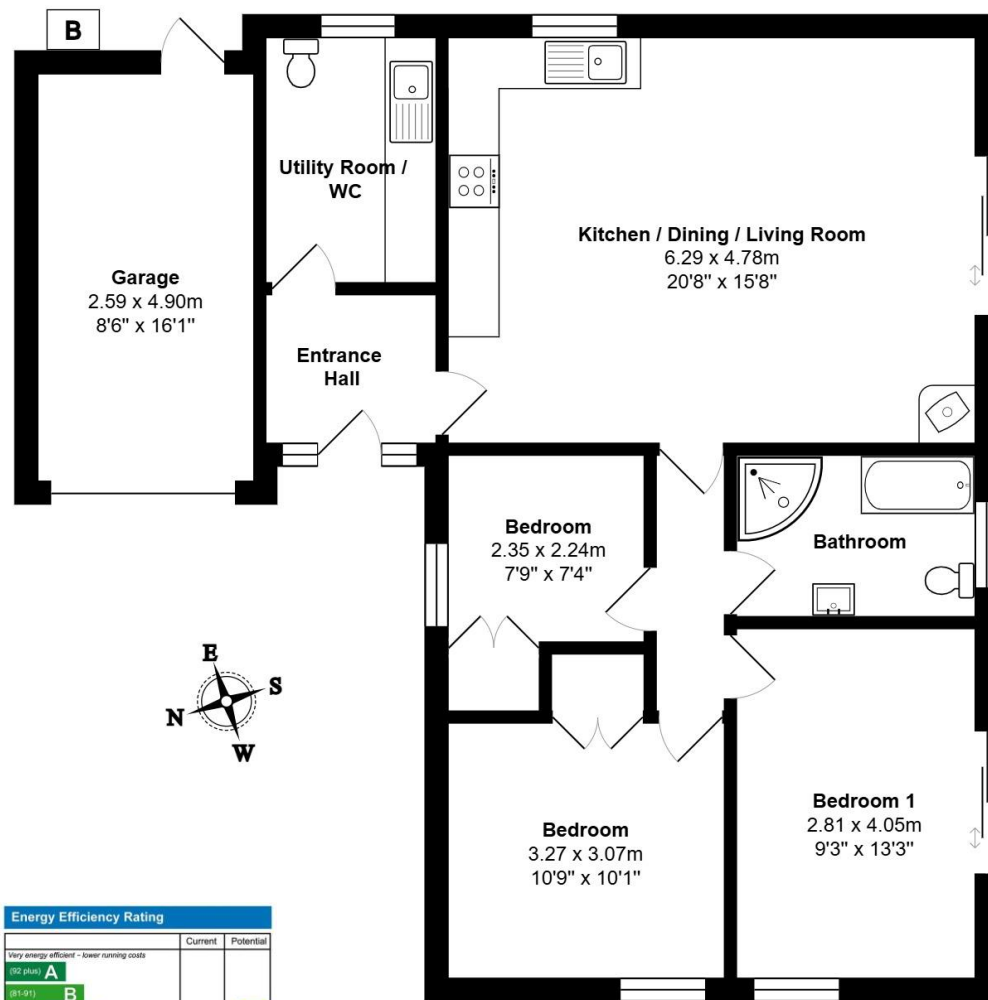 B
Utility Room /
WC
Kitchen / Dining / Living Room
6.29 x 4.78m
20'8" x 15'8"
Garage
2.59 x 4.90m
8'6" x 16'1"
Entrance
Hall
Bedroom
2.35 x 2.24m
7'9" x 7'4"
Bathroom
E
S
N
W
Bedroom
3.27 x 3.07m
10'9" x 10'1"
Bedroom 1
2.81 x 4.05m
9'3" x 13'3"
Energy Efficiency Rating
Current Potential
Very energy efficient - lower running costs
(92 plus) A
(81-91) B